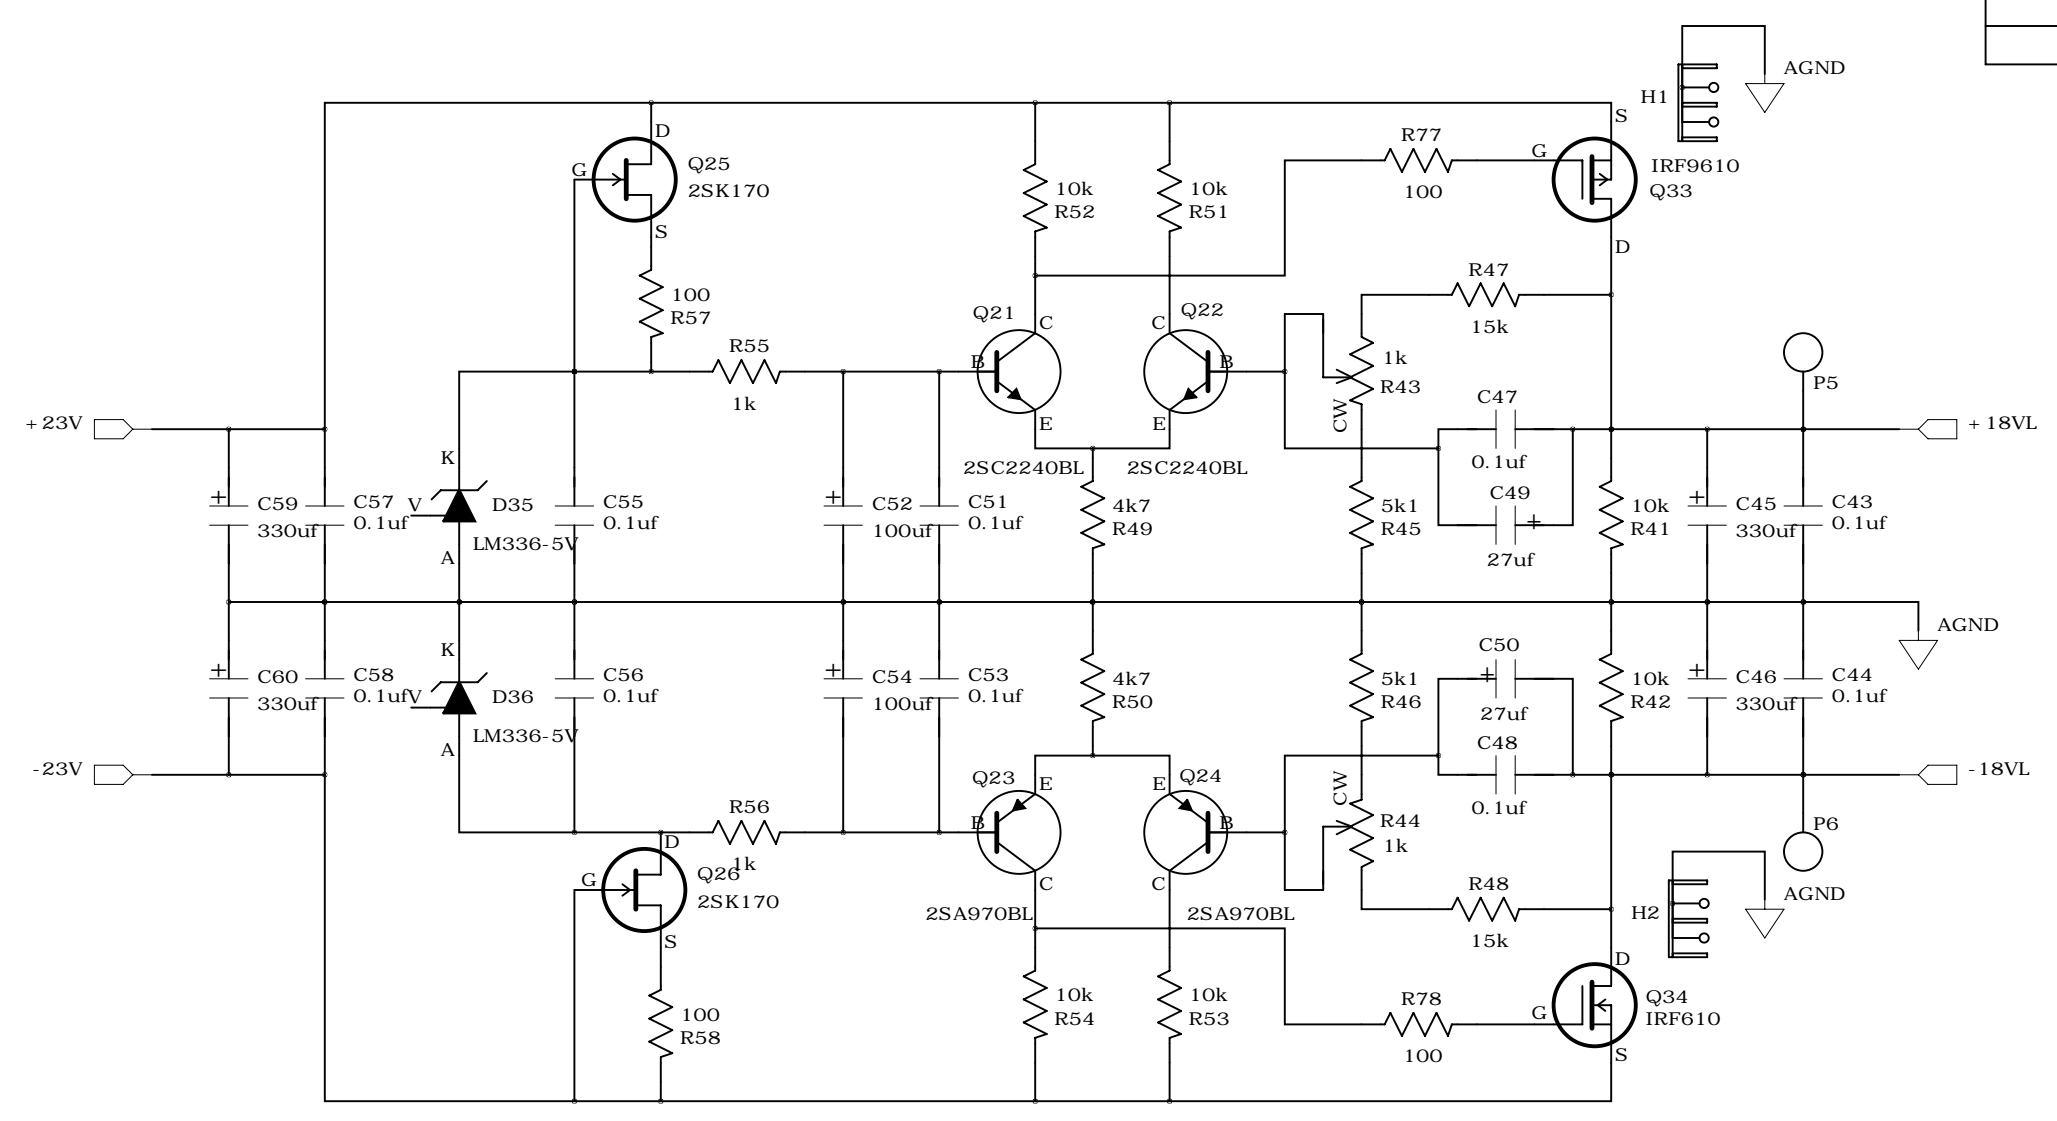 AGND
H1
S
R77
G
100
IRF9610
Q33
D
D
Q25
G
2SK170
S
10k
R52
10k
R51
R47
15k
100
R57
Q21
C
B
E
2SC2240BL
Q22
C
B
E
2SC2240BL
R55
1k
1k
R43
CW
C47
0.1uf
C49
+
27uf
P5
+23V
+18VL
K
V
D35
LM336-5V
A
+
C59
330uf
C57
0.1uf
C55
0.1uf
+
C52
100uf
C51
0.1uf
4k7
R49
5k1
R45
10k
R41
+
C45
330uf
C43
0.1uf
AGND
K
V
D36
LM336-5V
A
+
C60
330uf
C58
0.1uf
C56
0.1uf
+
C54
100uf
C53
0.1uf
4k7
R50
5k1
R46
C50
+
27uf
C48
0.1uf
10k
R42
+
C46
330uf
C44
0.1uf
-23V
-18VL
R56
1k
D
Q26
G
2SK170
S
Q23
E
B
C
2SA970BL
Q24
E
B
C
2SA970BL
CW
R44
1k
P6
R48
15k
AGND
H2
100
R58
10k
R54
10k
R53
R78
100
D
G
Q34
IRF610
S